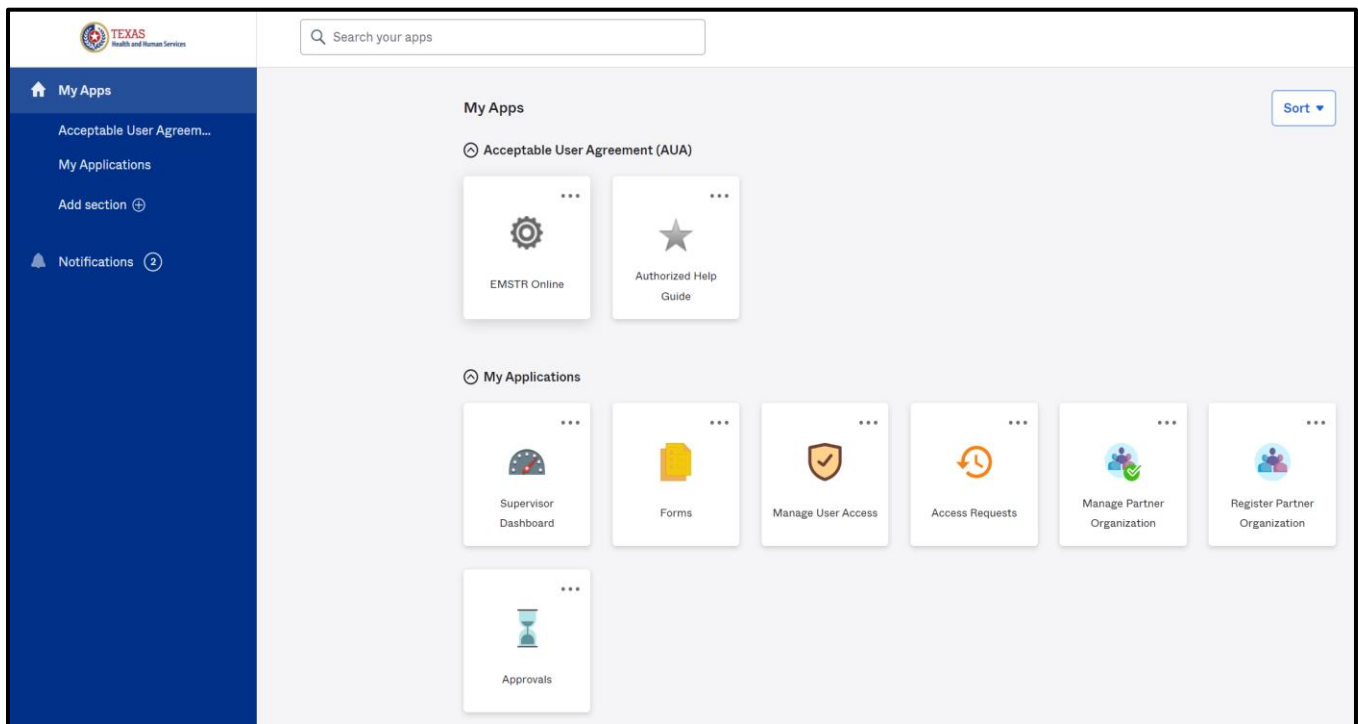 TEXAS
Health and Human Services
Search your apps
My Apps
Acceptable User Agreem...
My Applications
Add section
Notifications 2
My Apps
Sort
Acceptable User Agreement (AUA)
EMSTR Online
Authorized Help
Guide
My Applications
Supervisor
Dashboard
Forms
Manage User Access
Access Requests
Manage Partner
Organization
Register Partner
Organization
Approvals